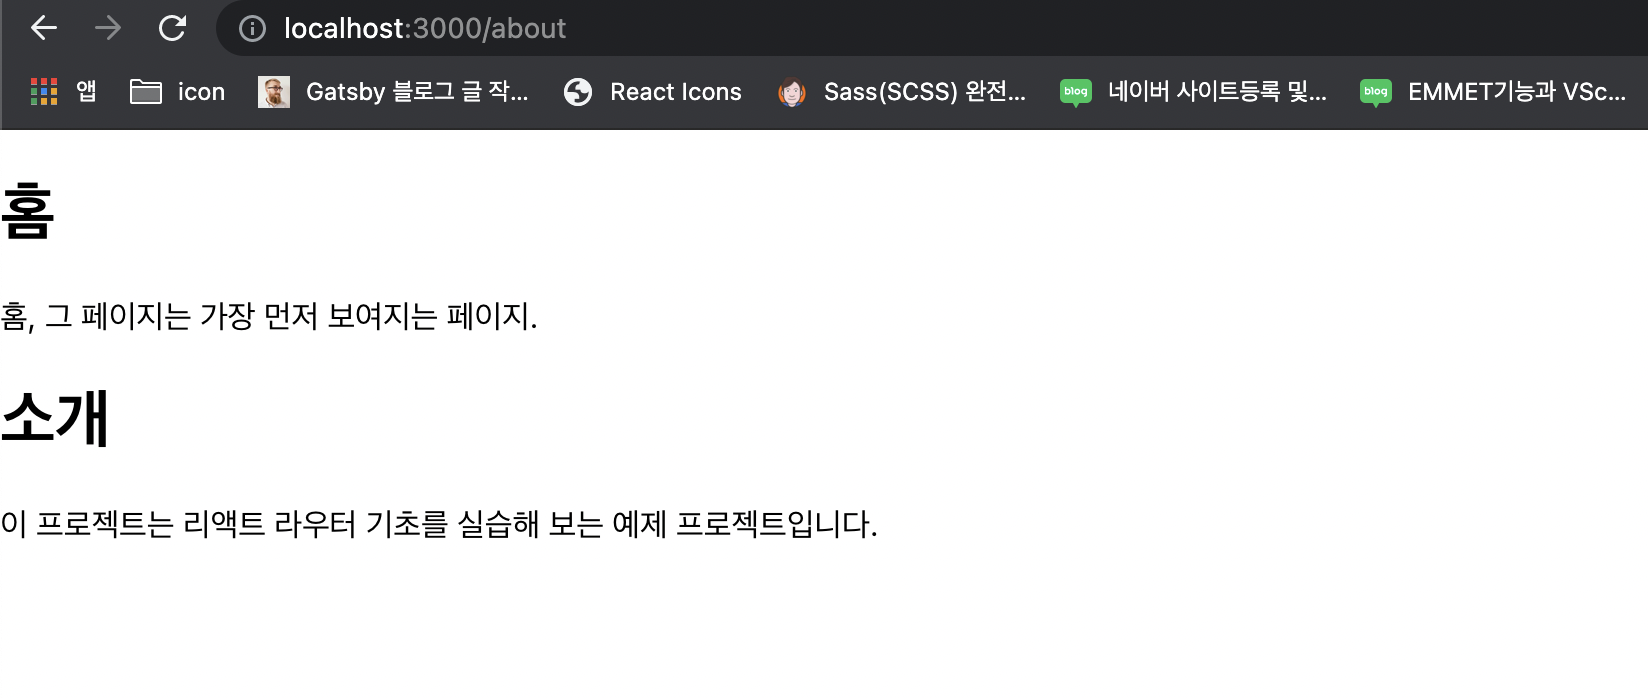 localhost:3000/about
앱 icon Gatsby 블로그 글 작... React Icons Sass(SCSS) 완전... blog 네이버 사이트등록 및... blog EMMET기능과 VSc...
홈
홈, 그 페이지는 가장 먼저 보여지는 페이지.
소개
이 프로젝트는 리액트 라우터 기초를 실습해 보는 예제 프로젝트입니다.